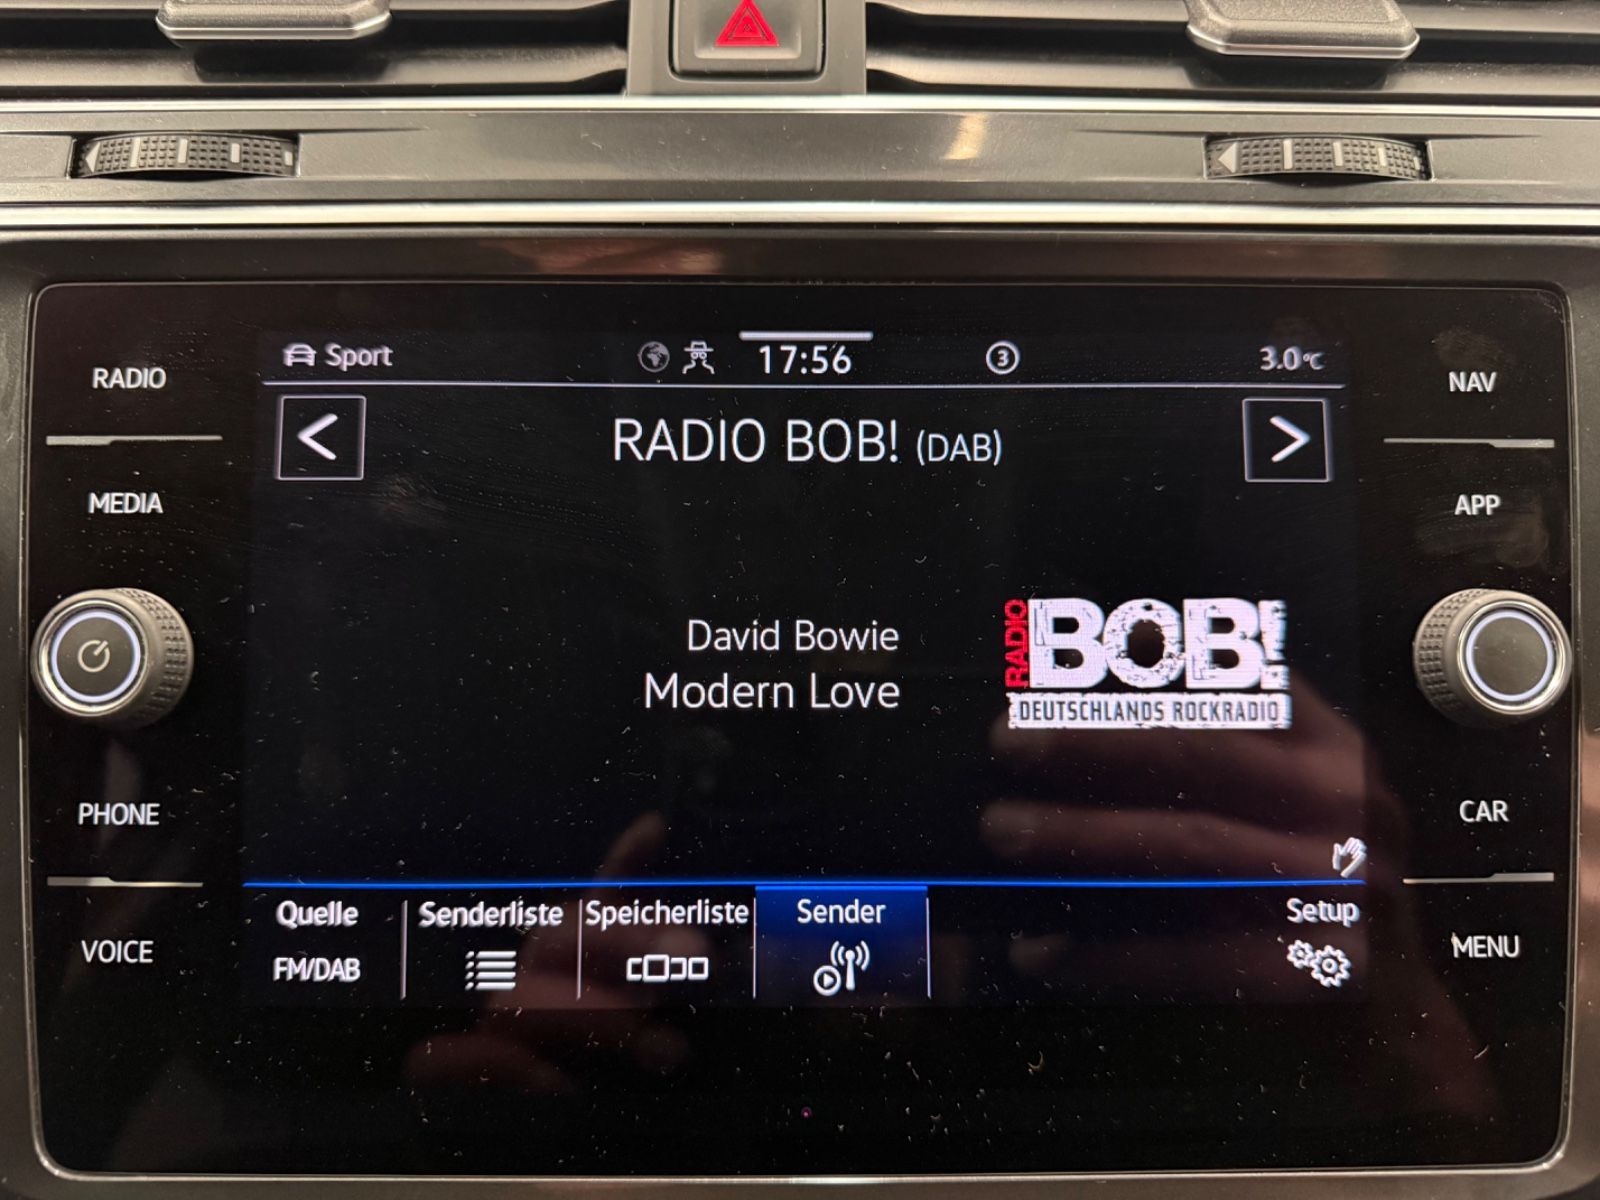 Sport
17:56
3
3.0°C
RADIO BOB! (DAB)
David Bowie
Modern Love
RADIO
BOB!
DEUTSCHLANDS ROCKRADIO
Quelle
FM/DAB
Senderliste
Speicherliste
Sender
Setup
RADIO
MEDIA
PHONE
VOICE
NAV
APP
CAR
MENU